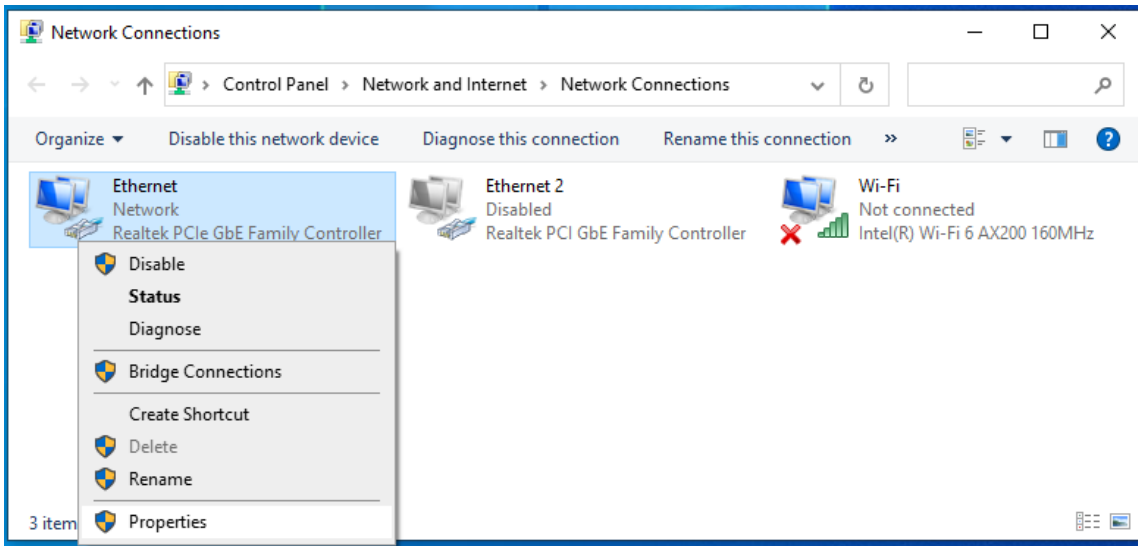 Network Connections
Control Panel > Network and Internet > Network Connections
Organize Disable this network device Diagnose this connection Rename this connection »
Ethernet
Network
Realtek PCIe GbE Family Controller
Ethernet 2
Disabled
Realtek PCI GbE Family Controller
Wi-Fi
Not connected
Intel(R) Wi-Fi 6 AX200 160MHz
Disable
Status
Diagnose
Bridge Connections
Create Shortcut
Delete
Rename
Properties
3 item